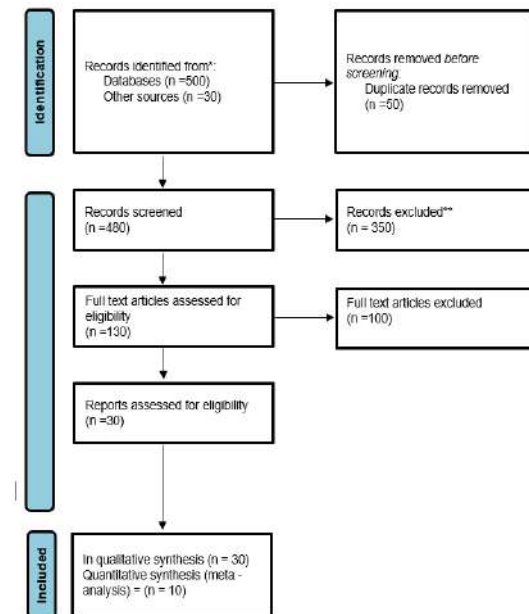 Identification
Records identified from*:
Databases (n =500)
Other sources (n =30)
Records removed before
screening:
Duplicate records removed
(n =50)
Records screened
(n =480)
Records excluded**
(n = 350)
Full text articles assessed for
eligibility
(n =130)
Full text articles excluded
(n =100)
Reports assessed for eligibility
(n =30)
Included
In qualitative synthesis (n = 30)
Quantitative synthesis (meta -
analysis) = (n = 10)